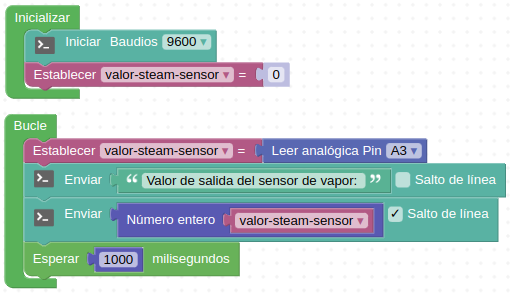 Inicializar
Iniciar Baudios 9600
Establecer valor-steam-sensor = 0
Bucle
Establecer valor-steam-sensor = Leer analógica Pin A3
Enviar “ Valor de salida del sensor de vapor: ” Salto de línea
Enviar Número entero valor-steam-sensor Salto de línea
Esperar 1000 milisegundos